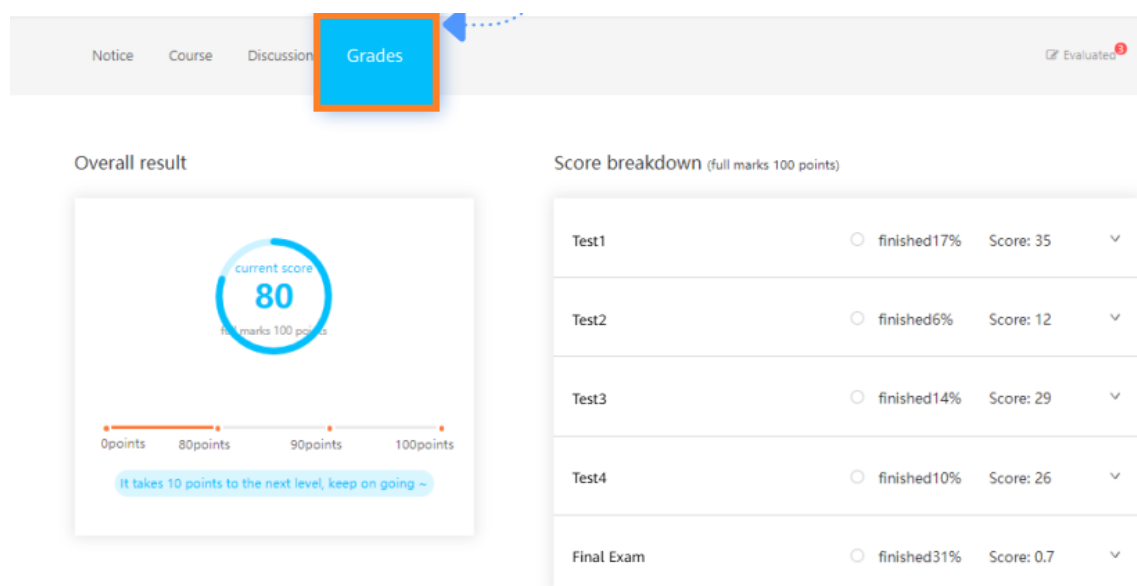 Notice Course Discussion Grades Evaluated 3
Overall result
current score
80
full marks 100 points
0points 80points 90points 100points
It takes 10 points to the next level, keep on going ~
Score breakdown (full marks 100 points)
Test1 finished17% Score: 35
Test2 finished6% Score: 12
Test3 finished14% Score: 29
Test4 finished10% Score: 26
Final Exam finished31% Score: 0.7